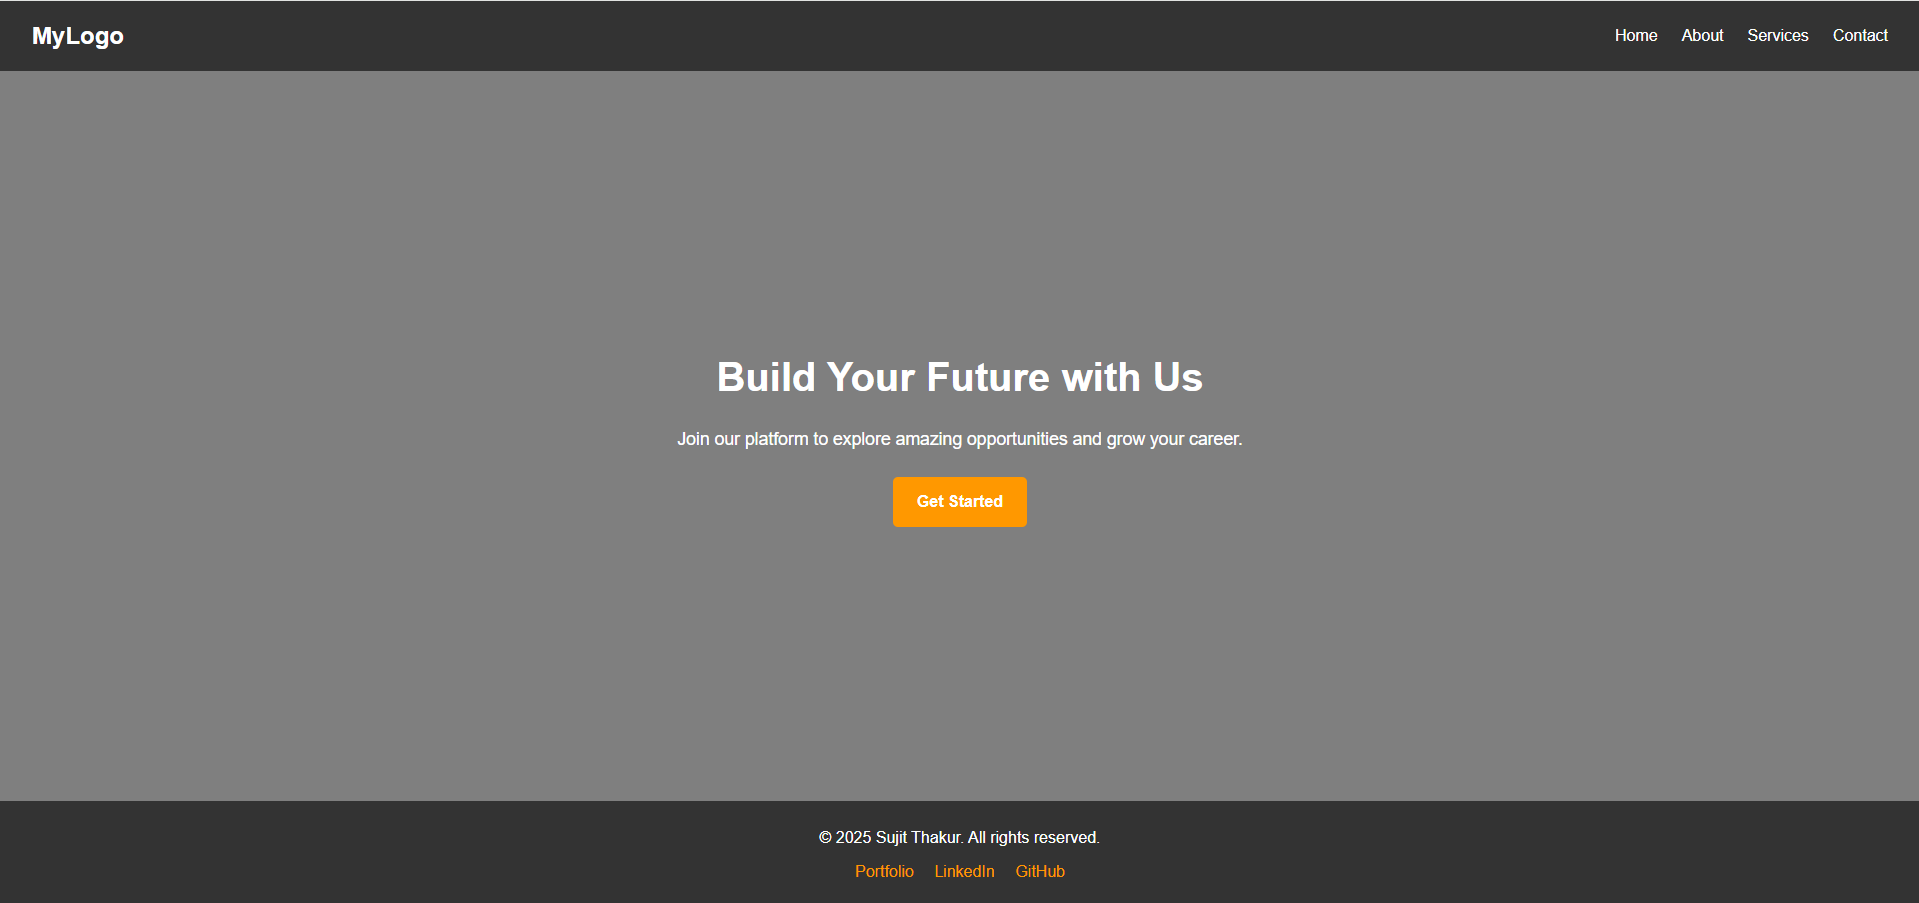 MyLogo
Home About Services Contact
Build Your Future with Us
Join our platform to explore amazing opportunities and grow your career.
Get Started
© 2025 Sujit Thakur. All rights reserved.
Portfolio LinkedIn GitHub